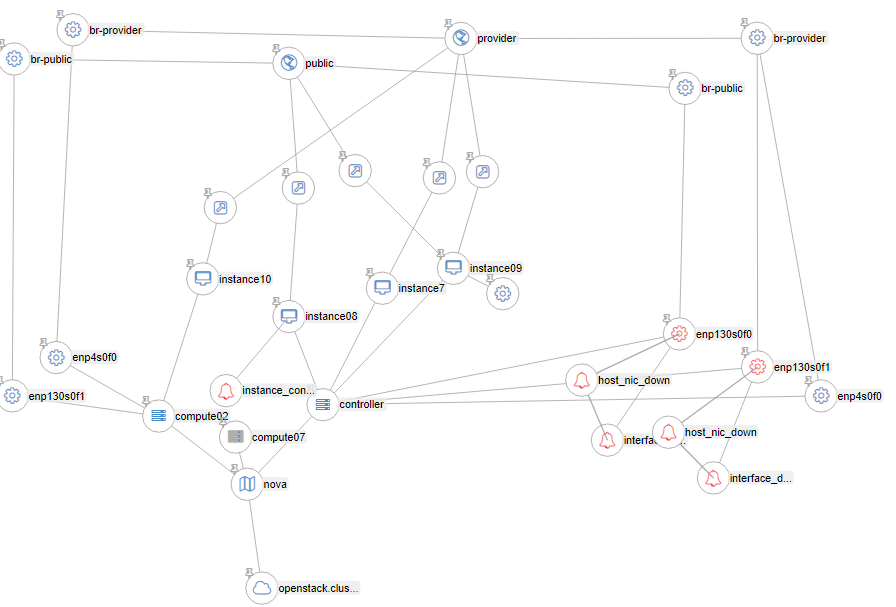 br-provider
provider
br-provider
br-public
public
br-public
instance10
instance09
instance7
instance08
enp130s0f0
enp4s0f0
enp130s0f1
host_nic_down
instance_con...
enp130s0f1
enp4s0f0
controller
compute02
compute07
host_nic_down
interfa
interface_d...
nova
openstack.clus...